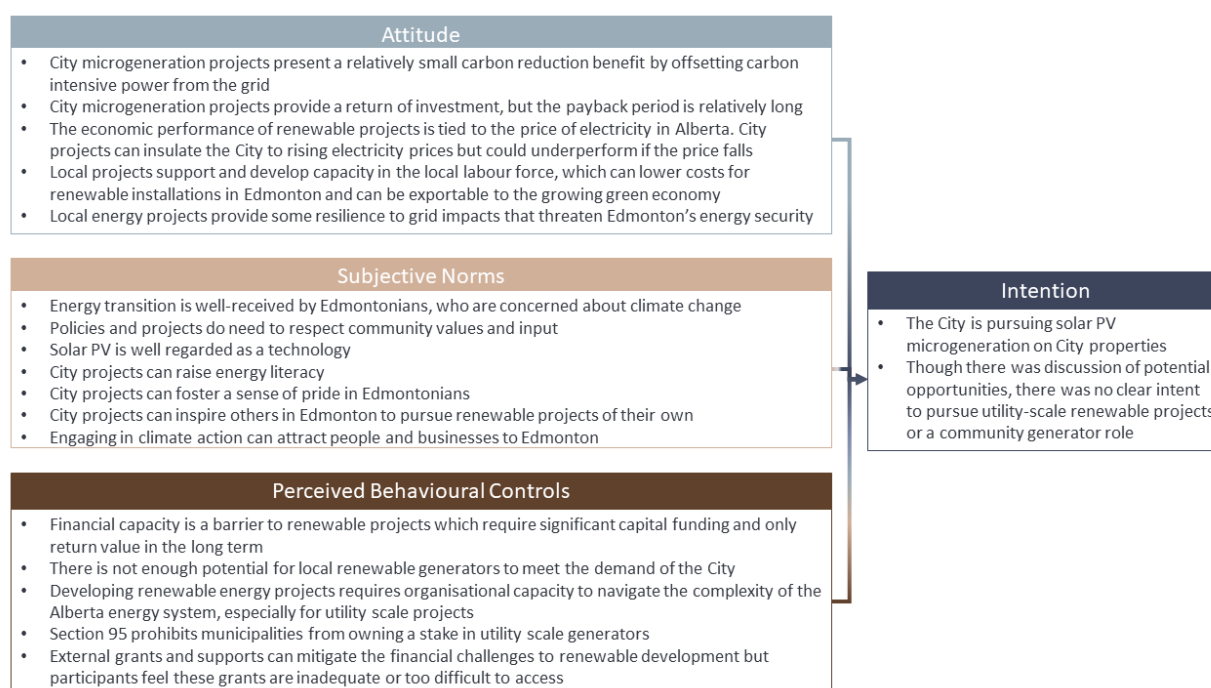 Attitude
• City microgeneration projects present a relatively small carbon reduction benefit by offsetting carbon
intensive power from the grid
• City microgeneration projects provide a return of investment, but the payback period is relatively long
• The economic performance of renewable projects is tied to the price of electricity in Alberta. City
projects can insulate the City to rising electricity prices but could underperform if the price falls
• Local projects support and develop capacity in the local labour force, which can lower costs for
renewable installations in Edmonton and can be exportable to the growing green economy
• Local energy projects provide some resilience to grid impacts that threaten Edmonton's energy security
Subjective Norms
• Energy transition is well-received by Edmontonians, who are concerned about climate change
• Policies and projects do need to respect community values and input
• Solar PV is well regarded as a technology
• City projects can raise energy literacy
• City projects can foster a sense of pride in Edmontonians
• City projects can inspire others in Edmonton to pursue renewable projects of their own
• Engaging in climate action can attract people and businesses to Edmonton
Perceived Behavioural Controls
• Financial capacity is a barrier to renewable projects which require significant capital funding and only
return value in the long term
• There is not enough potential for local renewable generators to meet the demand of the City
• Developing renewable energy projects requires organisational capacity to navigate the complexity of the
Alberta energy system, especially for utility scale projects
• Section 95 prohibits municipalities from owning a stake in utility scale generators
• External grants and supports can mitigate the financial challenges to renewable development but
participants feel these grants are inadequate or too difficult to access
Intention
• The City is pursuing solar PV
microgeneration on City properties
• Though there was discussion of potential
opportunities, there was no clear intent
to pursue utility-scale renewable projects
or a community generator role